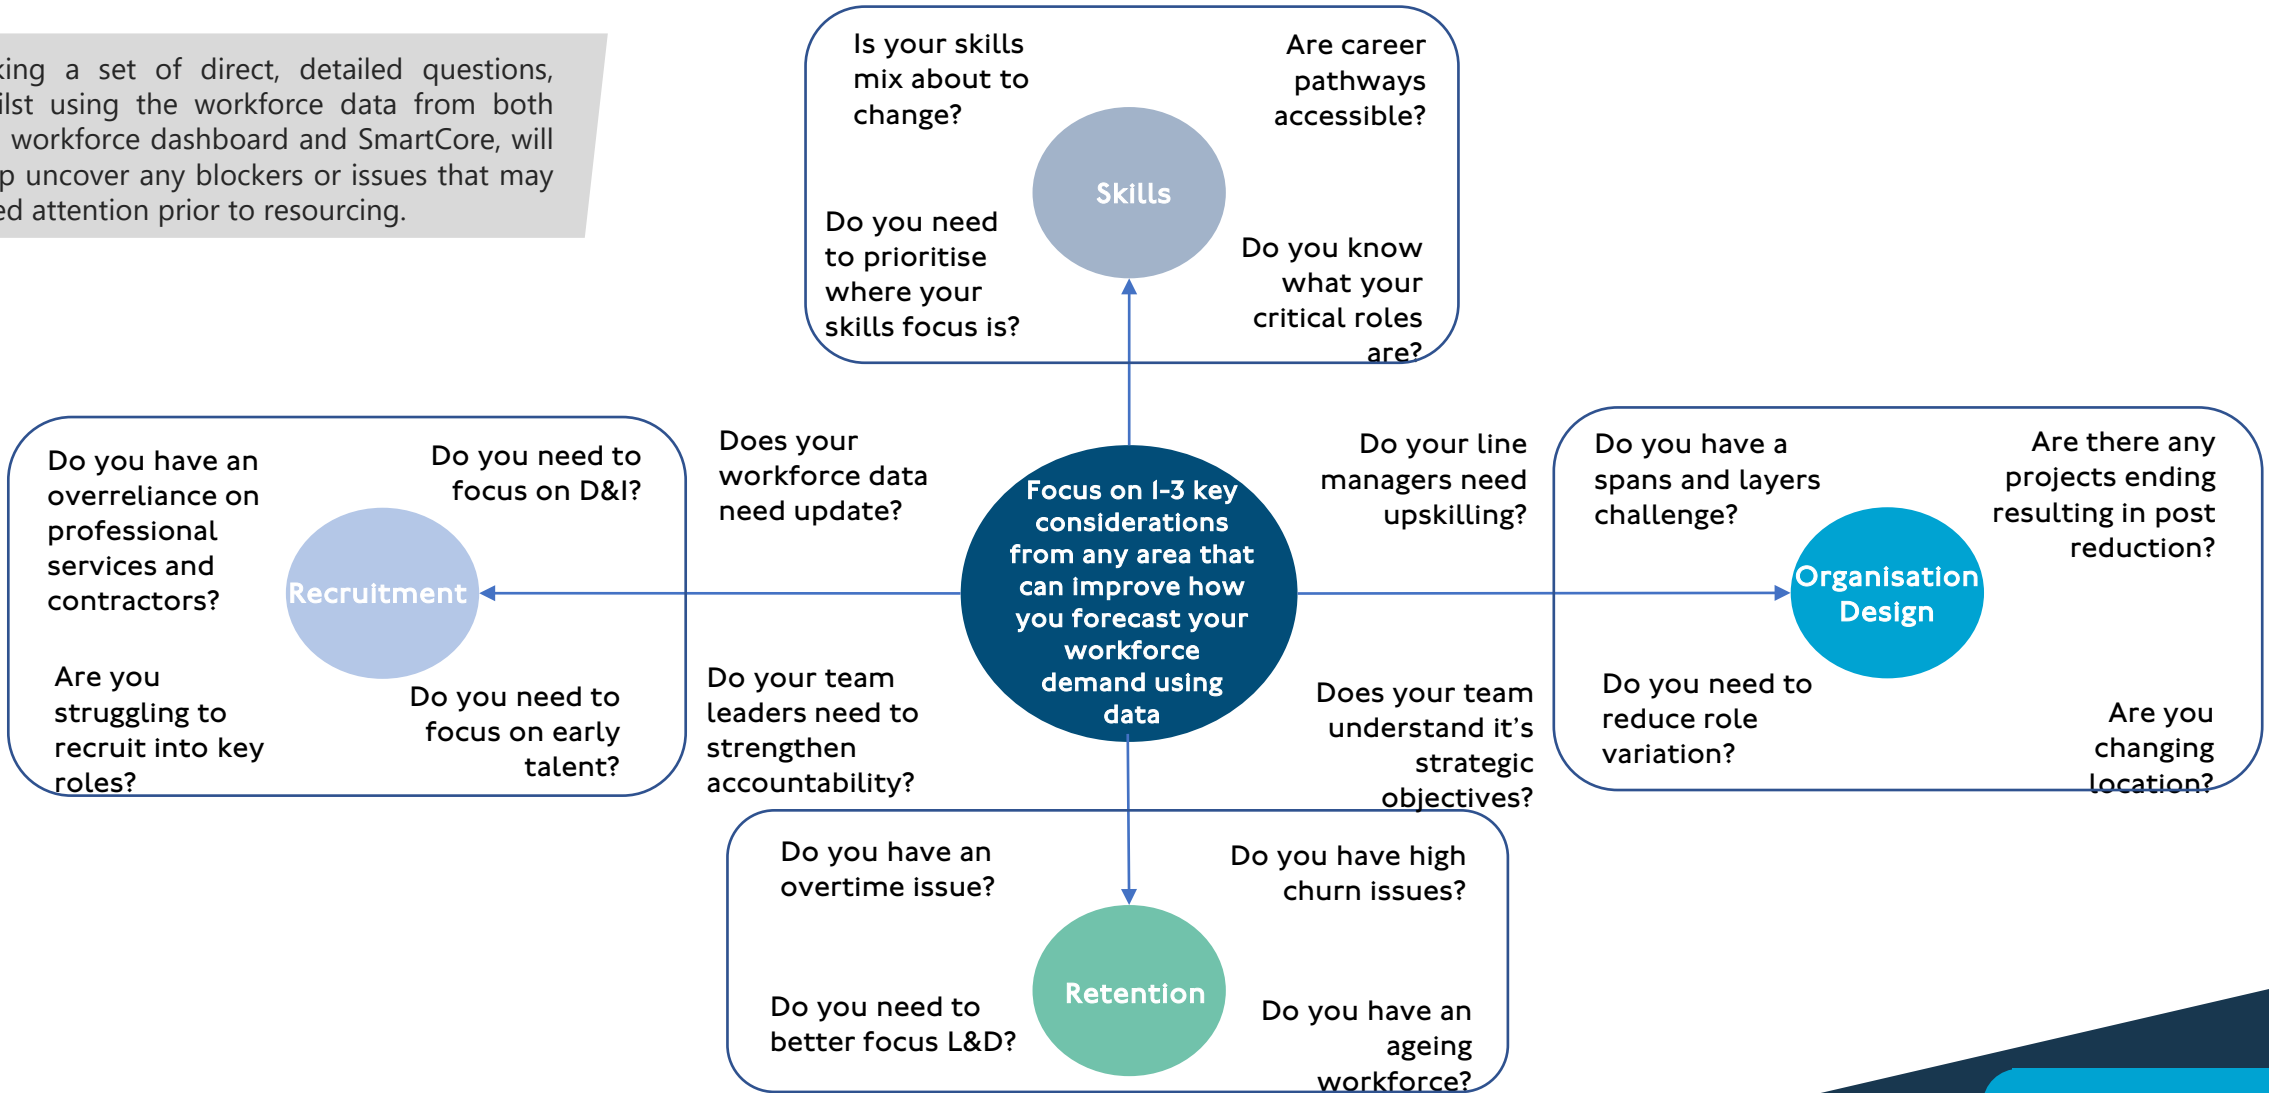 king a set of direct, detailed questions,
ilst using the workforce data from both
workforce dashboard and SmartCore, will
p uncover any blockers or issues that may
ed attention prior to resourcing.
Is your skills
mix about to
change?
Are career
pathways
accessible?
Skills
Do you need
to prioritise
where your
skills focus is?
Do you know
what your
critical roles
are?
Do you have an
overreliance on
professional
services and
contractors?
Do you need to
focus on D&I?
Recruitment
Are you
struggling to
recruit into key
roles?
Do you need to
focus on early
talent?
Does your
workforce data
need update?
Do your team
leaders need to
strengthen
accountability?
Focus on 1-3 key
considerations
from any area that
can improve how
you forecast your
workforce
demand using
data
Do your line
managers need
upskilling?
Does your team
understand it's
strategic
objectives?
Do you have a
spans and layers
challenge?
Are there any
projects ending
resulting in post
reduction?
Organisation
Design
Do you need to
reduce role
variation?
Are you
changing
location?
Do you have an
overtime issue?
Do you have high
churn issues?
Retention
Do you need to
better focus L&D?
Do you have an
ageing
workforce?